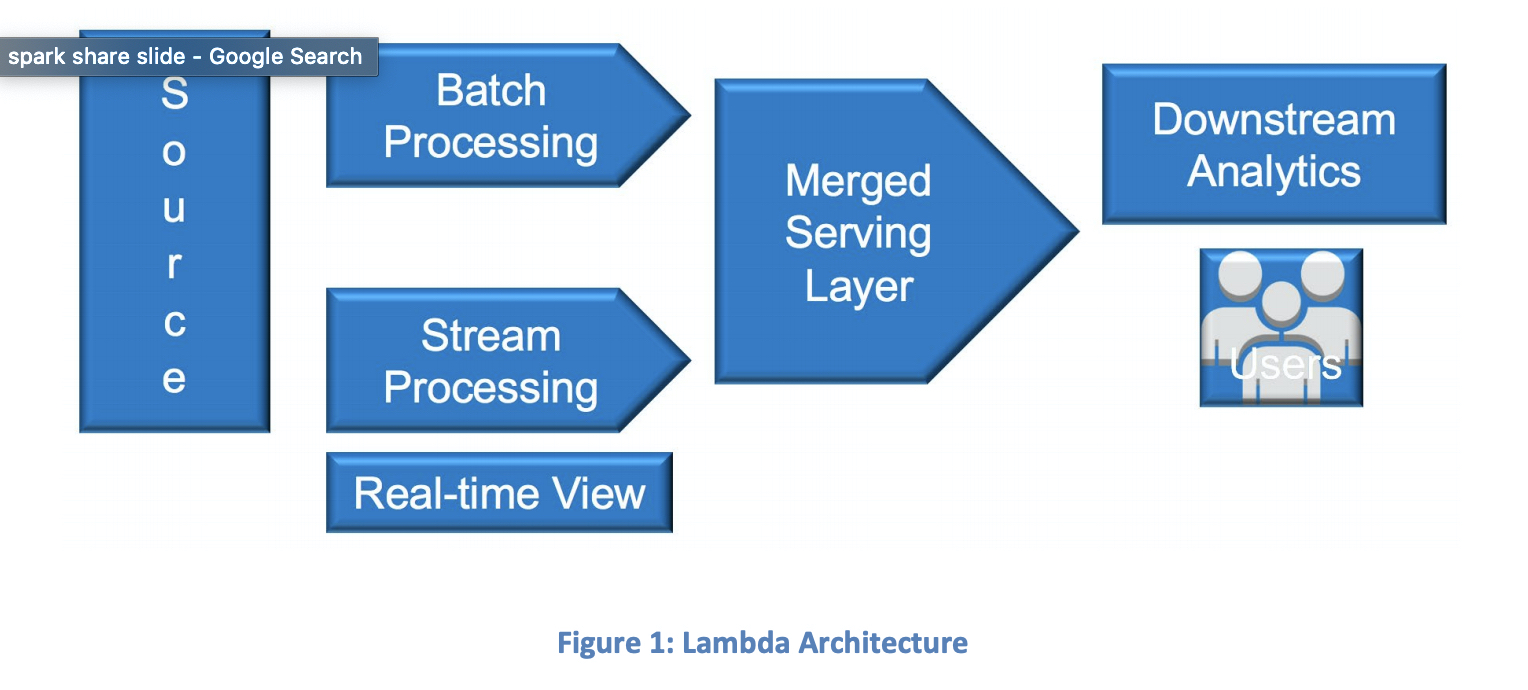 spark share slide - Google Search
S
o
u
r
c
e
Batch
Processing
Stream
Processing
Real-time View
Merged
Serving
Layer
Downstream
Analytics
Users
Figure 1: Lambda Architecture